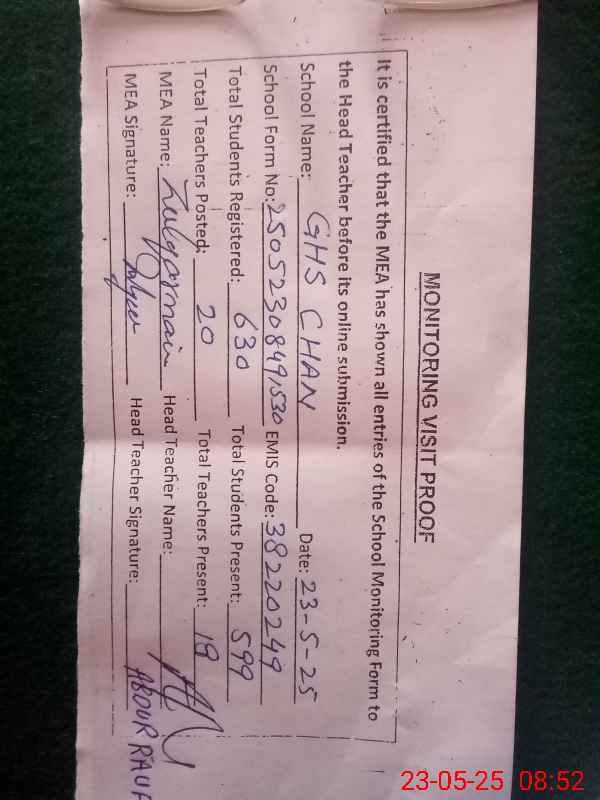 MONITORING VISIT PROOF
It is certified that the MEA has shown all entries of the School Monitoring Form to
the Head Teacher before its online submission.
School Name: GHS CHAN Date: 23-5-25
School Form No: 25052308491530 EMIS Code: 38220249
Total Students Registered: 630 Total Students Present: 599
Total Teachers Posted: 20 Total Teachers Present: 19
MEA Name: Zulqarnain Head Teacher Name:
MEA Signature: Head Teacher Signature: ABDUR RAUF
23-05-25 08:52